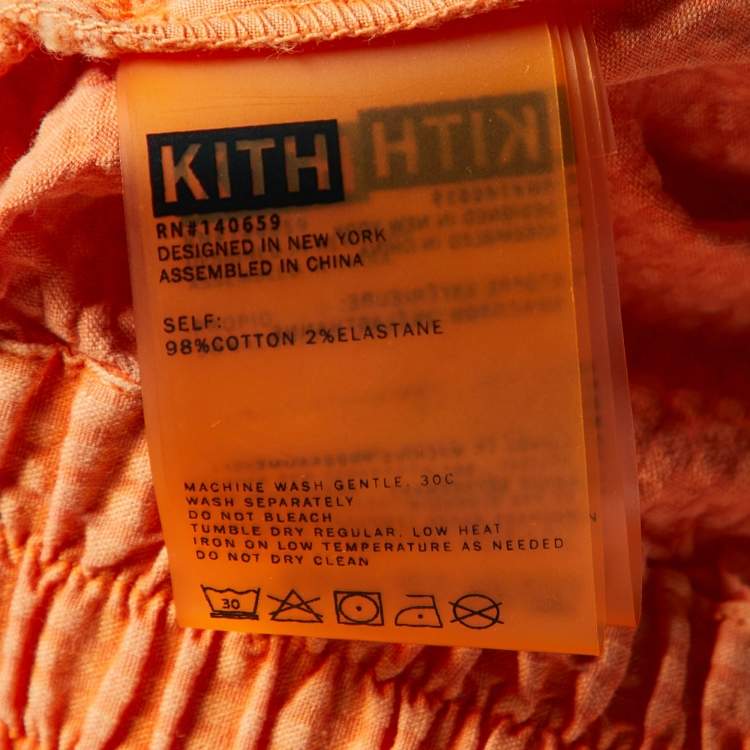 KITH
RN#140659
DESIGNED IN NEW YORK
ASSEMBLED IN CHINA
SELF:
98%COTTON 2%ELASTANE
MACHINE WASH GENTLE, 30C
WASH SEPARATELY
DO NOT BLEACH
TUMBLE DRY REGULAR, LOW HEAT
IRON ON LOW TEMPERATURE AS NEEDED
DO NOT DRY CLEAN
30